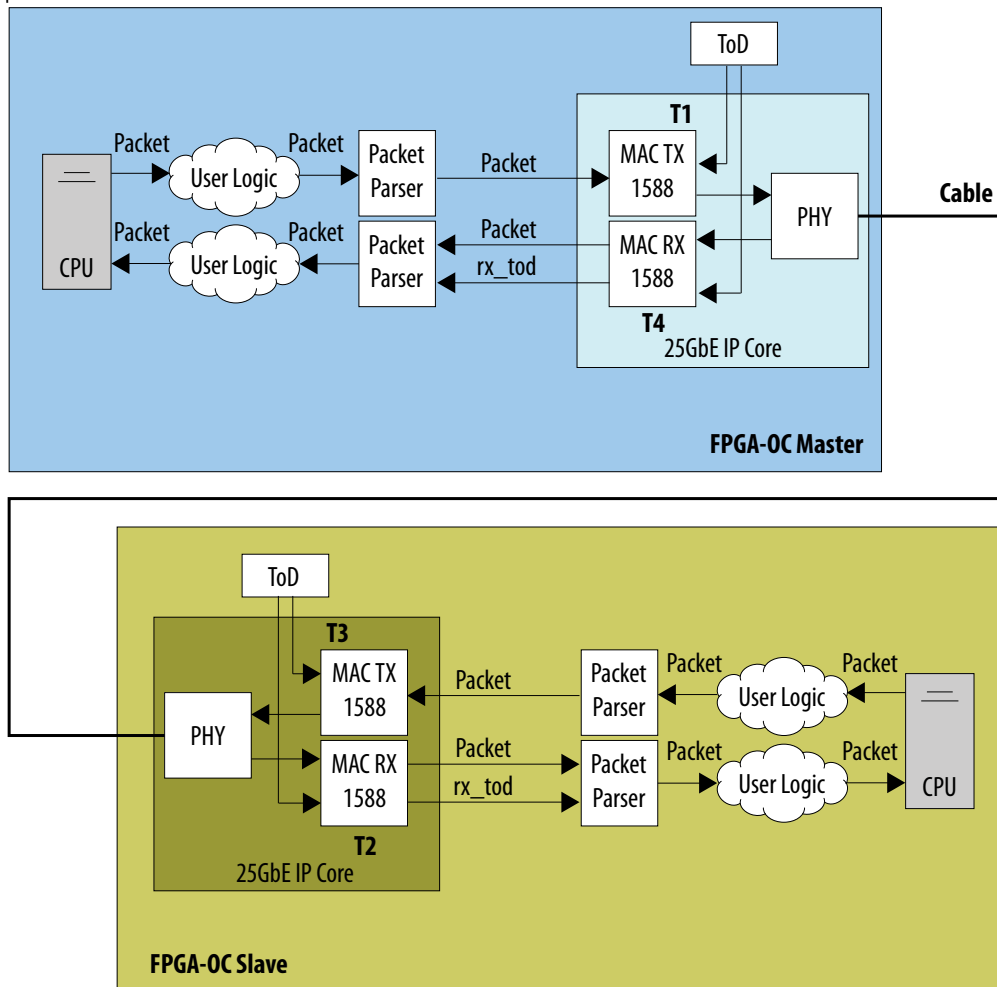 ToD
T1
Packet
Packet
Packet
Parser
Packet
MAC TX
1588
User Logic
PHY
Cable
Packet
Packet
Packet
Parser
Packet
rx_tod
MAC RX
1588
User Logic
CPU
T4
25GbE IP Core
FPGA-OC Master
ToD
T3
MAC TX
1588
Packet
Packet
Parser
Packet
Packet
User Logic
PHY
MAC RX
1588
Packet
rx_tod
Packet
Parser
Packet
Packet
User Logic
CPU
T2
25GbE IP Core
FPGA-OC Slave